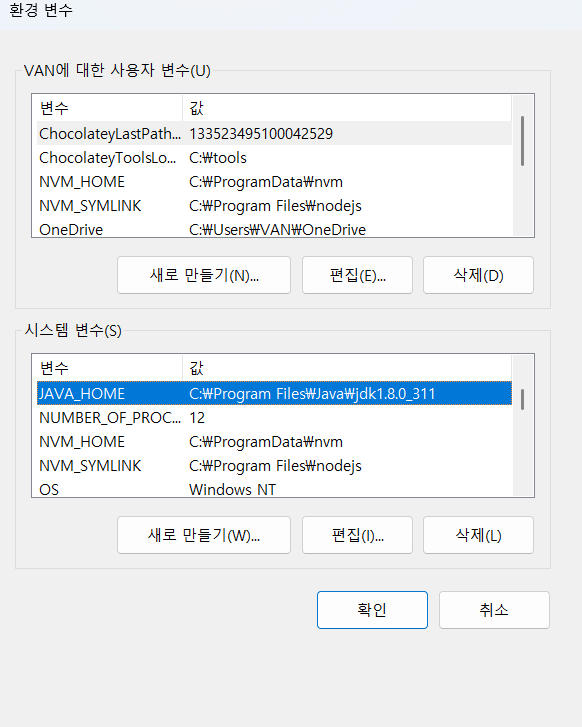 환경 변수
VAN에 대한 사용자 변수(U)
변수 값
ChocolateyLastPath... 133523495100042529
ChocolateyToolsLo... C:₩tools
NVM_HOME C:₩ProgramData₩nvm
NVM_SYMLINK C:₩Program Files₩nodejs
OneDrive C:₩Users₩VAN₩OneDrive
새로 만들기(N)... 편집(E)... 삭제(D)
시스템 변수(S)
변수 값
JAVA_HOME C:₩Program Files₩Java₩jdk1.8.0_311
NUMBER_OF_PROC... 12
NVM_HOME C:₩ProgramData₩nvm
NVM_SYMLINK C:₩Program Files₩nodejs
OS Windows NT
새로 만들기(W)... 편집(I)... 삭제(L)
확인 취소